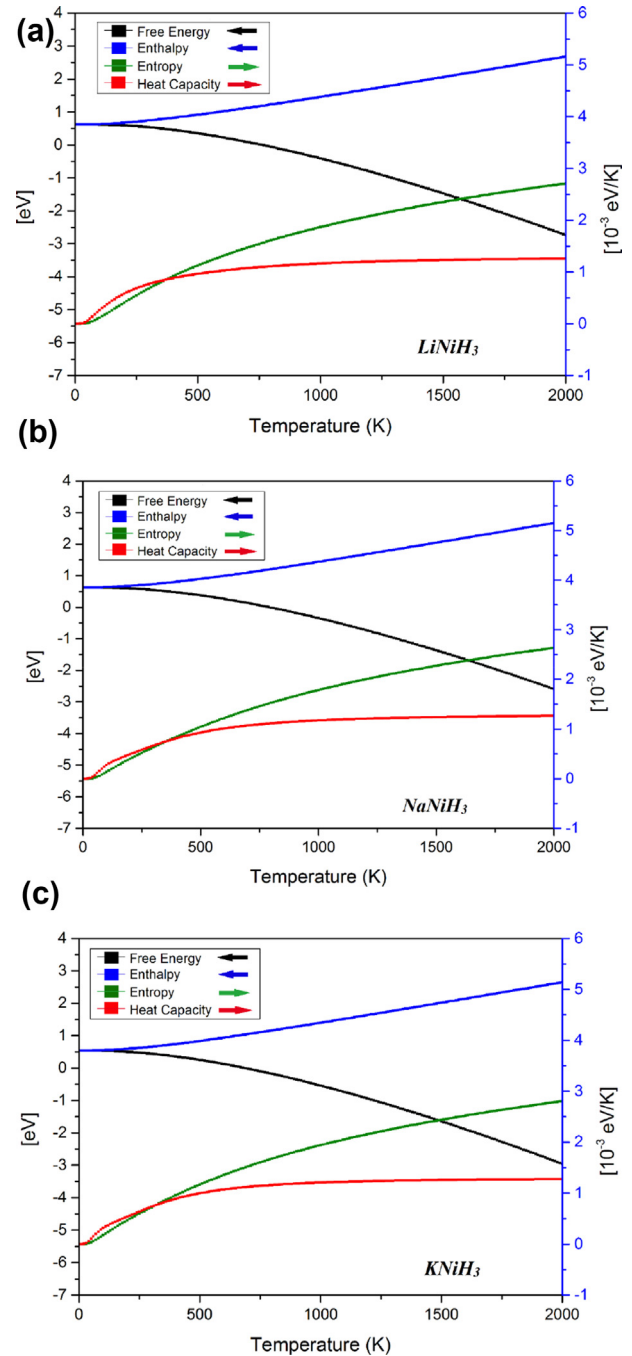 (a)
Free Energy
Enthalpy
Entropy
Heat Capacity
4
3
2
1
0
-1
-2
-3
-4
-5
-6
-7
[eV]
5
4
3
2
1
0
-1
[10⁻³ eV/K]
LiNiH₃
0 500 1000 1500 2000
Temperature (K)
(b)
Free Energy
Enthalpy
Entropy
Heat Capacity
4
3
2
1
0
-1
-2
-3
-4
-5
-6
-7
[eV]
6
5
4
3
2
1
0
-1
[10⁻³ eV/K]
NaNiH₃
0 500 1000 1500 2000
Temperature (K)
(c)
Free Energy
Enthalpy
Entropy
Heat Capacity
4
3
2
1
0
-1
-2
-3
-4
-5
-6
-7
[eV]
6
5
4
3
2
1
0
-1
[10⁻³ eV/K]
KNiH₃
0 500 1000 1500 2000
Temperature (K)